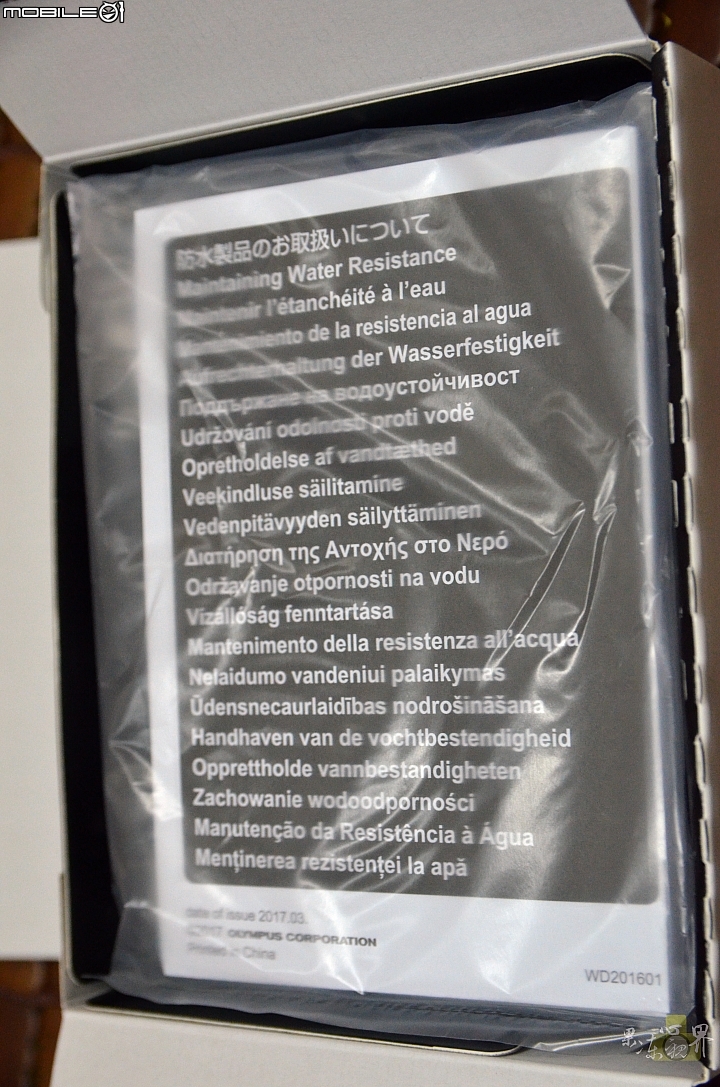 MOBILE01
防水製品のお取扱いについて
Maintaining Water Resistance
Maintenir l'étanchéité à l'eau
Mantenimiento de la resistencia al agua
Aufrechterhaltung der Wasserfestigkeit
Поддържане на водоустойчивост
Udržování odolnosti proti vodě
Opretholdelse af vandtæthed
Veekindluse säilitamine
Vedenpitävyyden säilyttäminen
Διατήρηση της Αντοχής στο Νερό
Održavanje otpornosti na vodu
Vízállóság fenntartása
Mantenimento della resistenza all'acqua
Nelaidumo vandeniui palaikymas
Ūdensnecaurlaidības nodrošināšana
Handhaven van de vochtbestendigheid
Opprettholde vannbestandigheten
Zachowanie wodoodporności
Manutenção da Resistência à Água
Menținerea rezistenței la apă
date of issue 2017.03.
©2017 OLYMPUS CORPORATION
Printed in China
WD201601